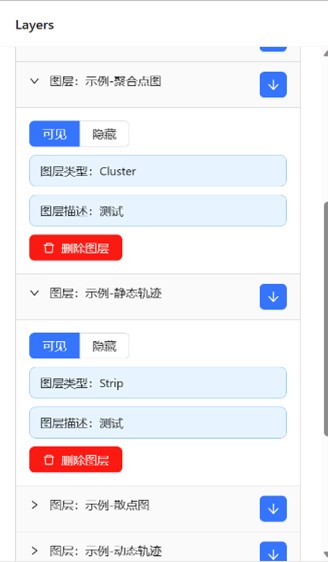 Layers
图层：示例-聚合点图
可见 隐藏
图层类型：Cluster
图层描述：测试
删除图层
图层：示例-静态轨迹
可见 隐藏
图层类型：Strip
图层描述：测试
删除图层
图层：示例-散点图
图层：示例-动态轨迹